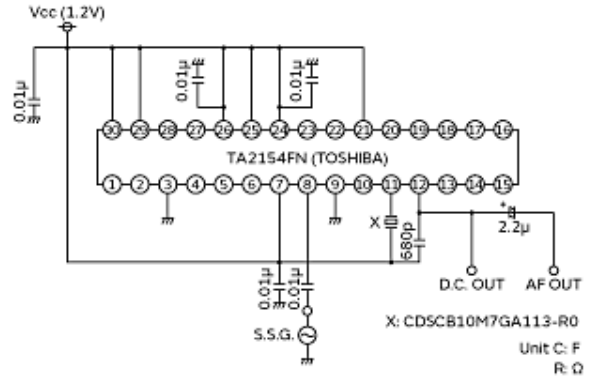 Vcc (1.2V)
0.01μ
0.01μ
0.01μ
30 29 28 27 26 25 24 23 22 21 20 19 18 17 16
TA2154FN (TOSHIBA)
1 2 3 4 5 6 7 8 9 10 11 12 13 14 15
X
680p
+
2.2μ
0.01μ
0.01μ
D.C. OUT
AF OUT
S.S.G.
X: CDSCB10M7GA113-R0
Unit C: F
R: Ω